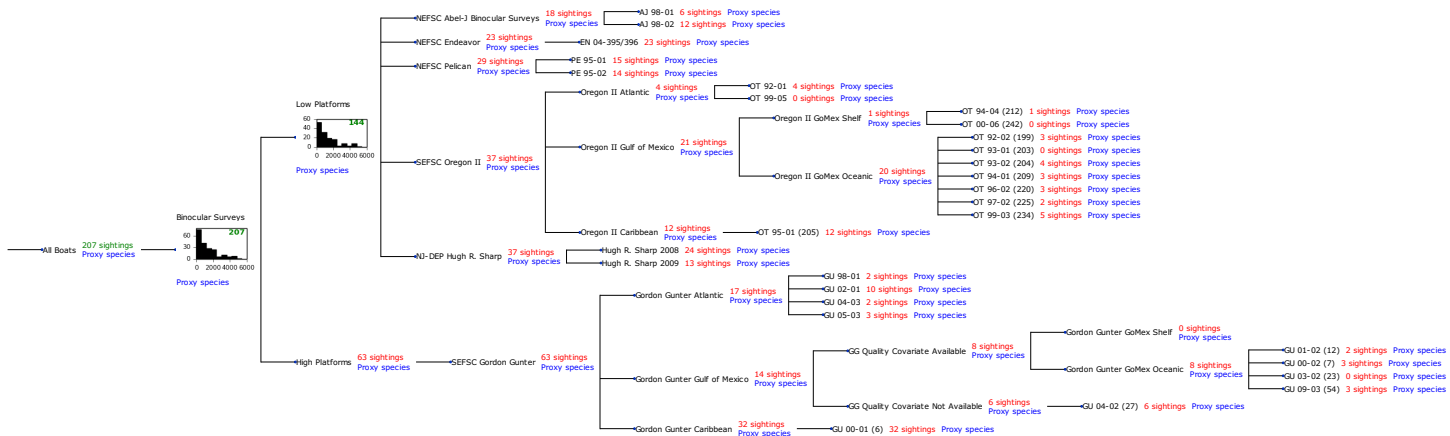 All Boats 207 sightings
Proxy species
Binocular Surveys
207
60
30
0
0 2000 4000 6000
Proxy species
Low Platforms
144
60
40
20
0
0 2000 4000 6000
Proxy species
NEFSC Abel-J Binocular Surveys 18 sightings
Proxy species
AJ 98-01 6 sightings Proxy species
AJ 98-02 12 sightings Proxy species
NEFSC Endeavor 23 sightings
Proxy species
EN 04-395/396 23 sightings Proxy species
NEFSC Pelican 29 sightings
Proxy species
PE 95-01 15 sightings Proxy species
PE 95-02 14 sightings Proxy species
SEFSC Oregon II 37 sightings
Proxy species
Oregon II Atlantic 4 sightings
Proxy species
OT 92-01 4 sightings Proxy species
OT 99-05 0 sightings Proxy species
Oregon II Gulf of Mexico 21 sightings
Proxy species
Oregon II GoMex Shelf 1 sightings
Proxy species
OT 94-04 (212) 1 sightings Proxy species
OT 00-06 (242) 0 sightings Proxy species
Oregon II GoMex Oceanic 20 sightings
Proxy species
OT 92-02 (199) 3 sightings Proxy species
OT 93-01 (203) 0 sightings Proxy species
OT 93-02 (204) 4 sightings Proxy species
OT 94-01 (209) 3 sightings Proxy species
OT 96-02 (220) 3 sightings Proxy species
OT 97-02 (225) 2 sightings Proxy species
OT 99-03 (234) 5 sightings Proxy species
Oregon II Caribbean 12 sightings
Proxy species
OT 95-01 (205) 12 sightings Proxy species
NJ-DEP Hugh R. Sharp 37 sightings
Proxy species
Hugh R. Sharp 2008 24 sightings Proxy species
Hugh R. Sharp 2009 13 sightings Proxy species
High Platforms 63 sightings
Proxy species
SEFSC Gordon Gunter 63 sightings
Proxy species
Gordon Gunter Atlantic 17 sightings
Proxy species
GU 98-01 2 sightings Proxy species
GU 02-01 10 sightings Proxy species
GU 04-03 2 sightings Proxy species
GU 05-03 3 sightings Proxy species
Gordon Gunter Gulf of Mexico 14 sightings
Proxy species
GG Quality Covariate Available 8 sightings
Proxy species
Gordon Gunter GoMex Shelf 0 sightings
Proxy species
Gordon Gunter GoMex Oceanic 8 sightings
Proxy species
GU 01-02 (12) 2 sightings Proxy species
GU 00-02 (7) 3 sightings Proxy species
GU 03-02 (23) 0 sightings Proxy species
GU 09-03 (54) 3 sightings Proxy species
GG Quality Covariate Not Available 6 sightings
Proxy species
GU 04-02 (27) 6 sightings Proxy species
Gordon Gunter Caribbean 32 sightings
Proxy species
GU 00-01 (6) 32 sightings Proxy species